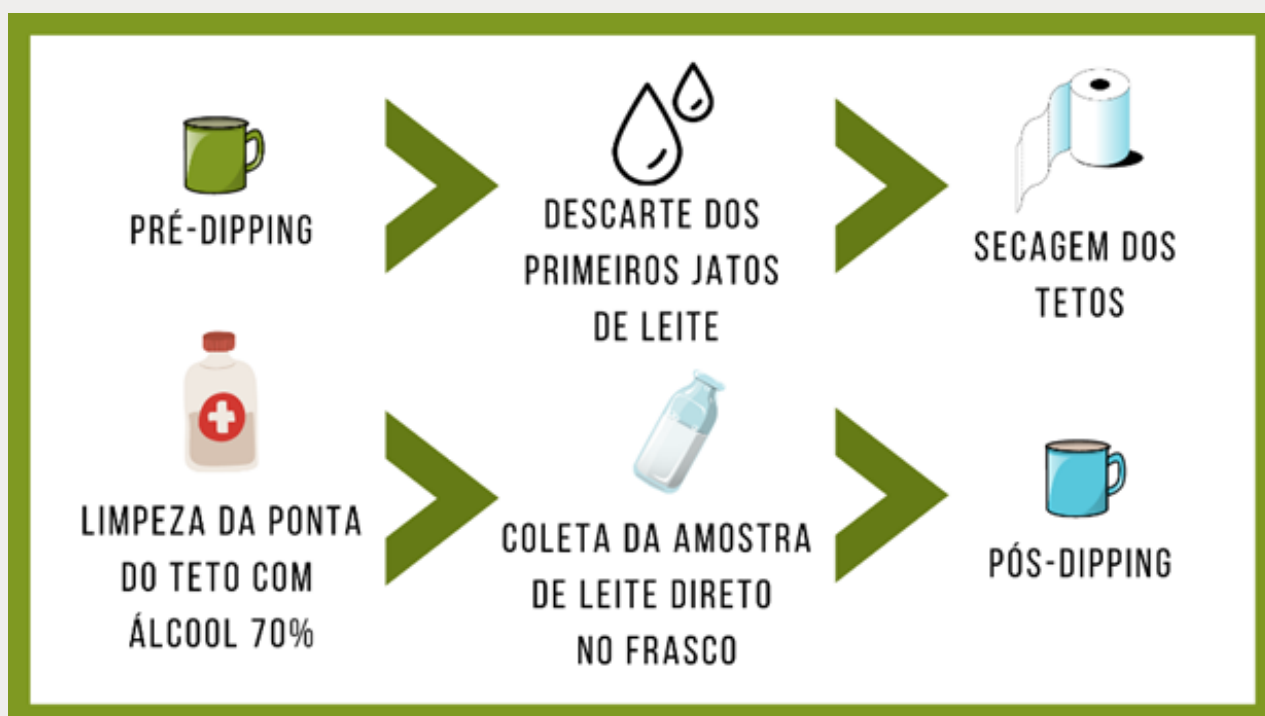 PRÉ-DIPPING
DESCARTE DOS
PRIMEIROS JATOS
DE LEITE
SECAGEM DOS
TETOS
LIMPEZA DA PONTA
DO TETO COM
ÁLCOOL 70%
COLETA DA AMOSTRA
DE LEITE DIRETO
NO FRASCO
PÓS-DIPPING